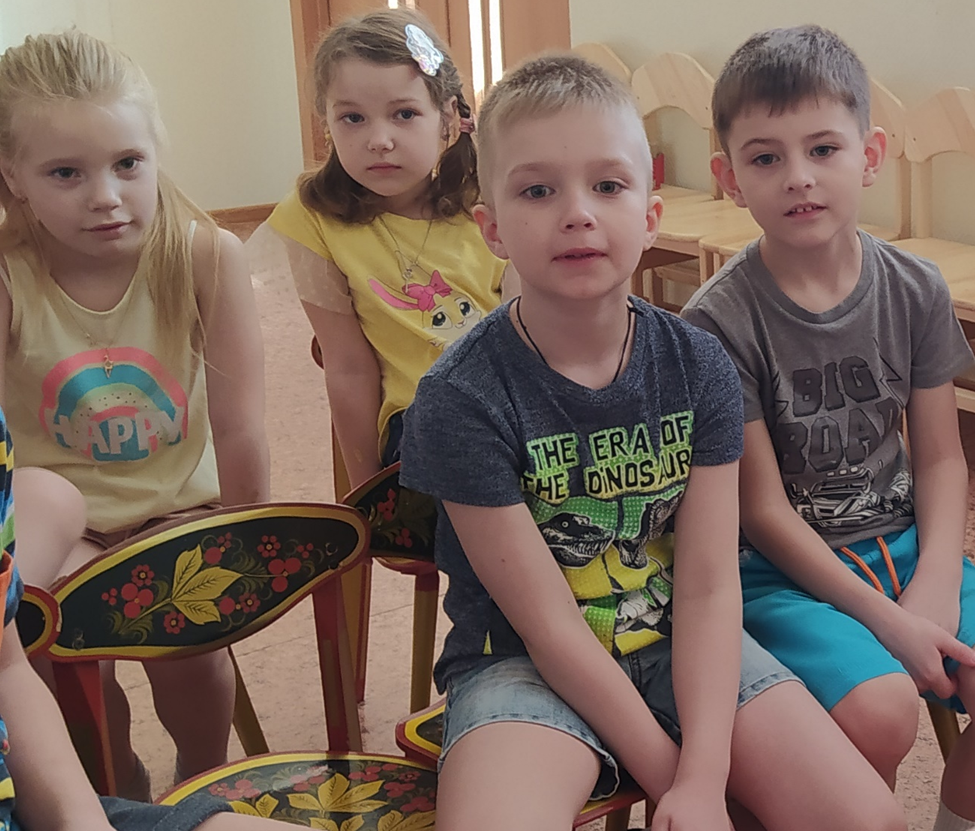 HAPPY
THE ERA OF
THE DINOSAUR
BIG
ROAD